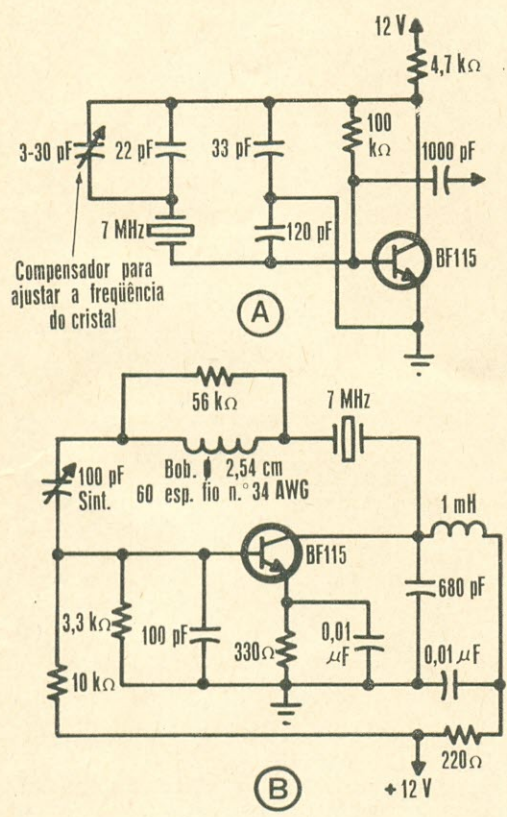 12 V
4,7 kΩ
3-30 pF
22 pF
33 pF
100
kΩ
1000 pF
7 MHz
120 pF
BF115
Compensador para
ajustar a freqüência
do cristal
A
56 kΩ
7 MHz
100 pF
Sint.
Bob. ϕ 2,54 cm
60 esp. fio n.° 34 AWG
1 mH
BF115
680 pF
3,3 kΩ
100 pF
330Ω
0,01
μF
0,01 μF
10 kΩ
220Ω
+ 12 V
B